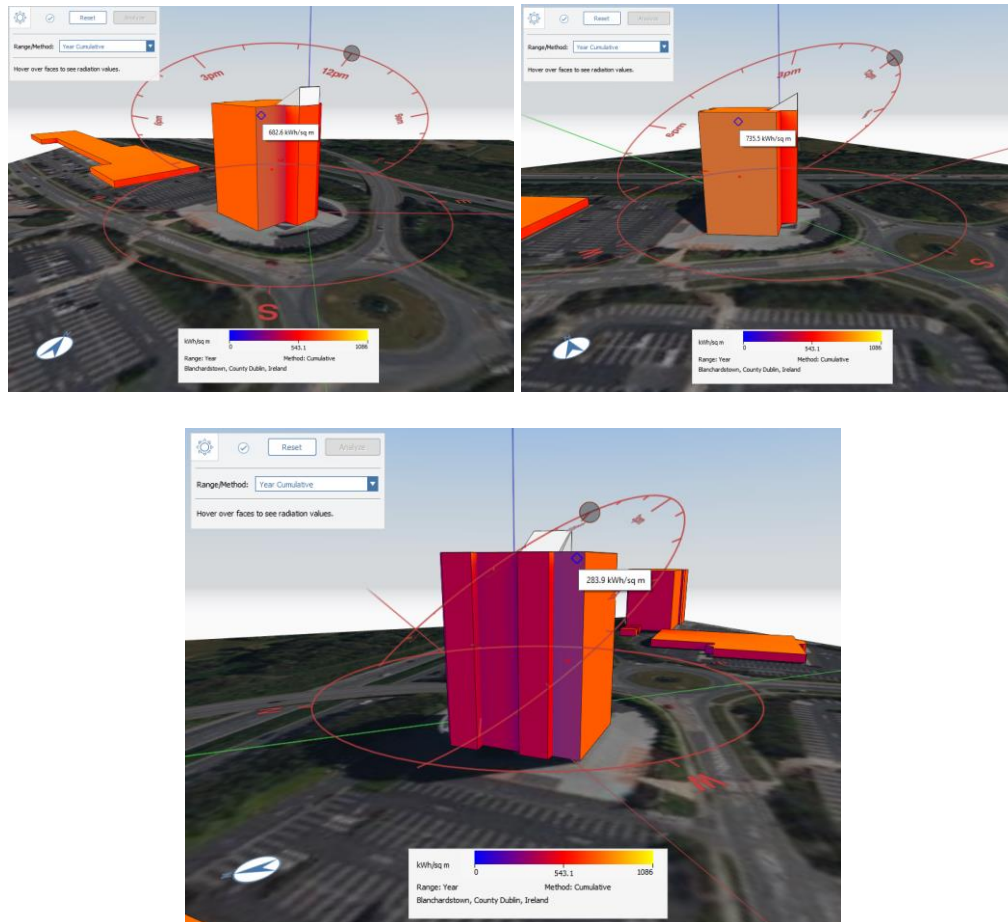 Reset
Analyze
Range/Method: Year Cumulative
Hover over faces to see radiation values.
3pm
12pm
682.6 kWh/sq m
S
kWh/sq m
0
543.1
1086
Range: Year
Method: Cumulative
Blanchardstown, County Dublin, Ireland
Reset
Analyze
Range/Method: Year Cumulative
Hover over faces to see radiation values.
3pm
6pm
735.5 kWh/sq m
S
kWh/sq m
0
543.1
1086
Range: Year
Method: Cumulative
Blanchardstown, County Dublin, Ireland
Reset
Analyze
Range/Method: Year Cumulative
Hover over faces to see radiation values.
283.9 kWh/sq m
W
kWh/sq m
0
543.1
1086
Range: Year
Method: Cumulative
Blanchardstown, County Dublin, Ireland